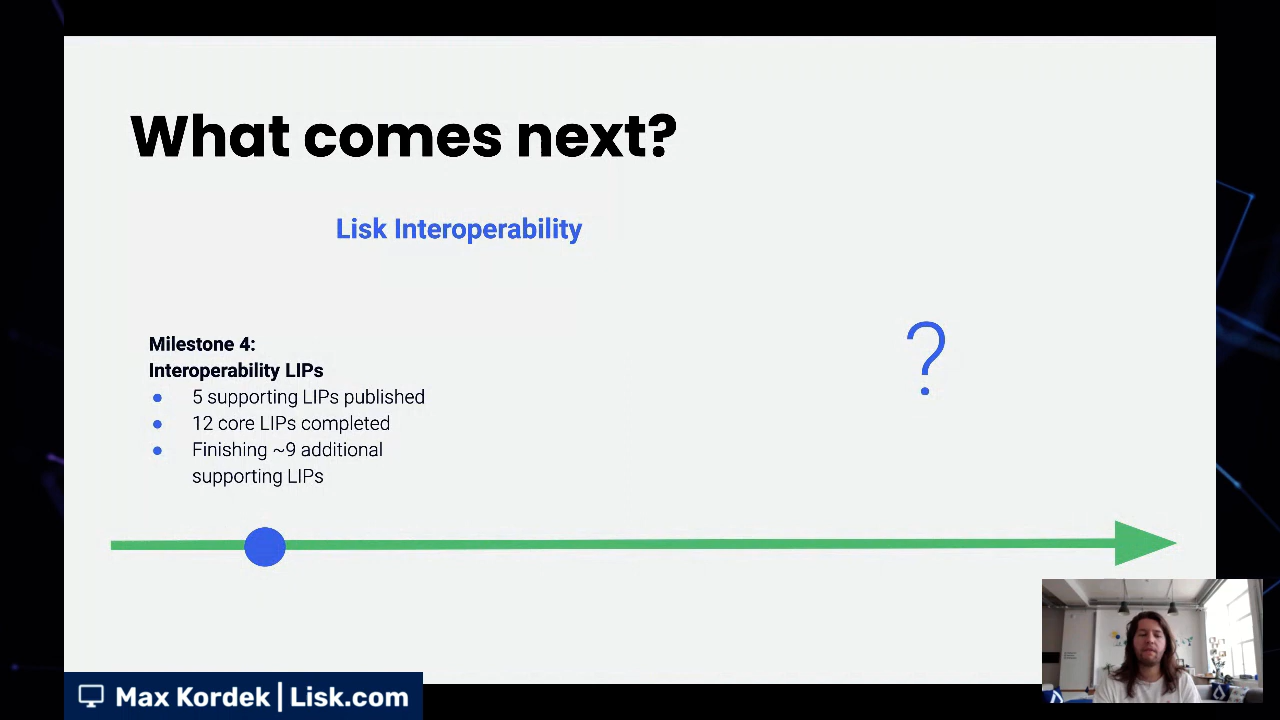 What comes next?
Lisk Interoperability
Milestone 4:
Interoperability LIPs
● 5 supporting LIPs published
● 12 core LIPs completed
● Finishing ~9 additional
supporting LIPs
?
Max Kordek | Lisk.com